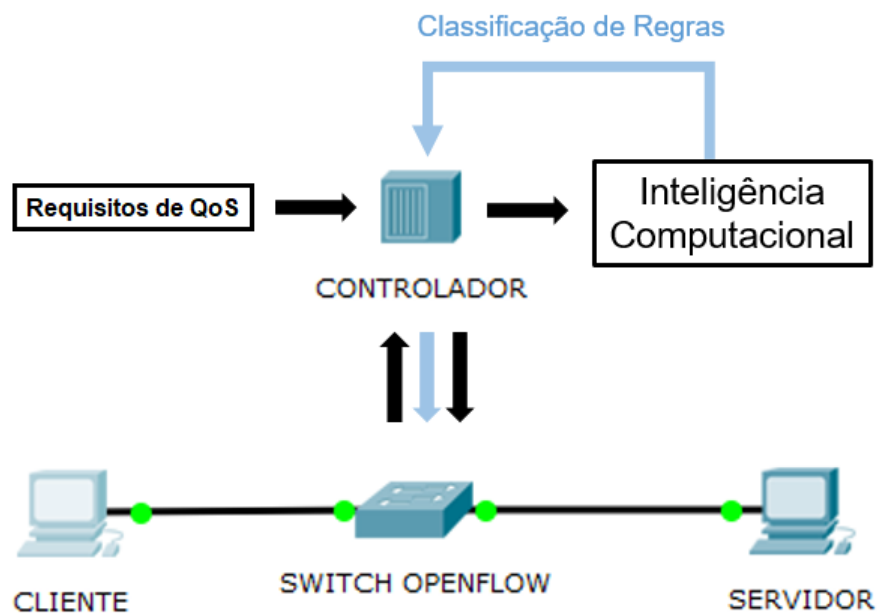 Classificação de Regras
Requisitos de QoS
Inteligência
Computacional
CONTROLADOR
CLIENTE
SWITCH OPENFLOW
SERVIDOR